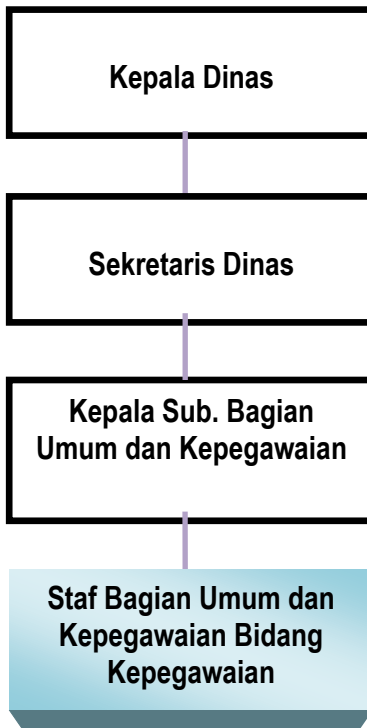 Kepala Dinas
Sekretaris Dinas
Kepala Sub. Bagian
Umum dan Kepegawaian
Staf Bagian Umum dan
Kepegawaian Bidang
Kepegawaian